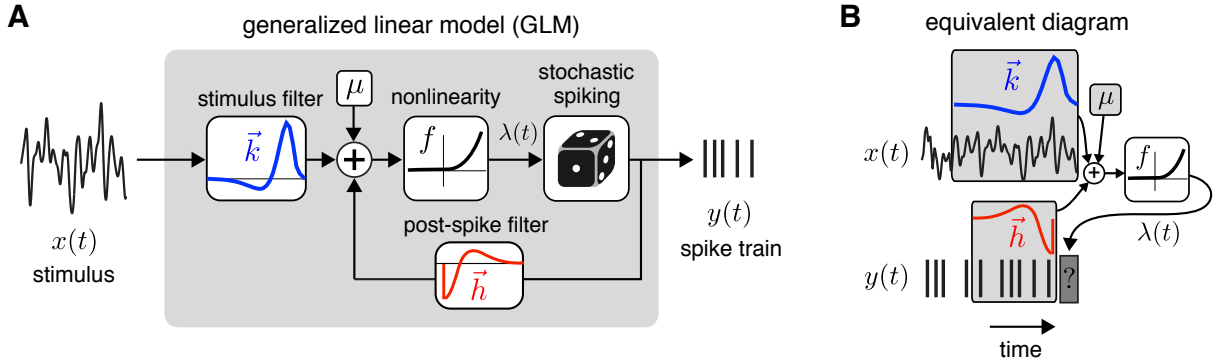 A
generalized linear model (GLM)
stimulus filter
μ
nonlinearity
stochastic
spiking
k⃗
+
f
λ(t)
x(t)
stimulus
post-spike filter
h⃗
y(t)
spike train
B
equivalent diagram
k⃗
μ
x(t)
+
f
h⃗
λ(t)
y(t)
?
time